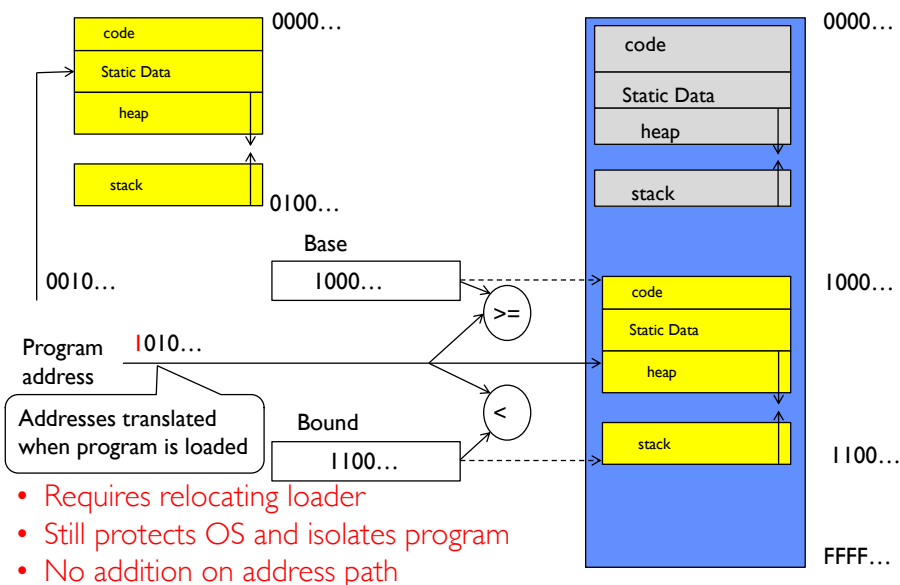 code
Static Data
heap
stack
0000…
0100…
0010…
Base
1000…
>=
Program
address
1010…
Addresses translated
when program is loaded
Bound
1100…
<
code
Static Data
heap
stack
code
Static Data
heap
stack
0000…
1000…
1100…
FFFF…
• Requires relocating loader
• Still protects OS and isolates program
• No addition on address path